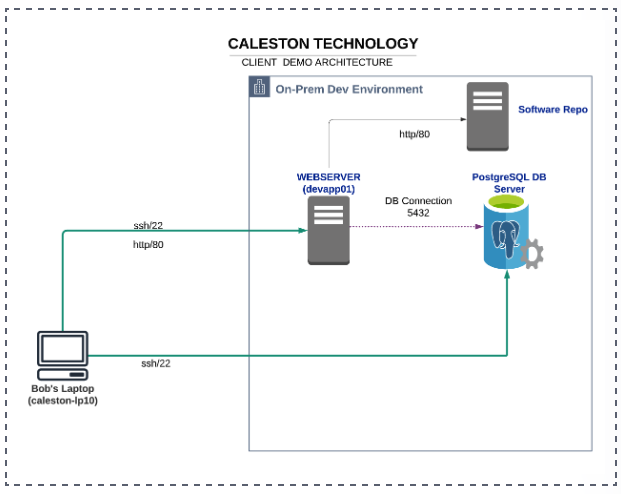 CALESTON TECHNOLOGY
CLIENT DEMO ARCHITECTURE
On-Prem Dev Environment
Software Repo
http/80
WEBSERVER
(devapp01)
PostgreSQL DB
Server
DB Connection
5432
ssh/22
http/80
ssh/22
Bob's Laptop
(caleston-lp10)